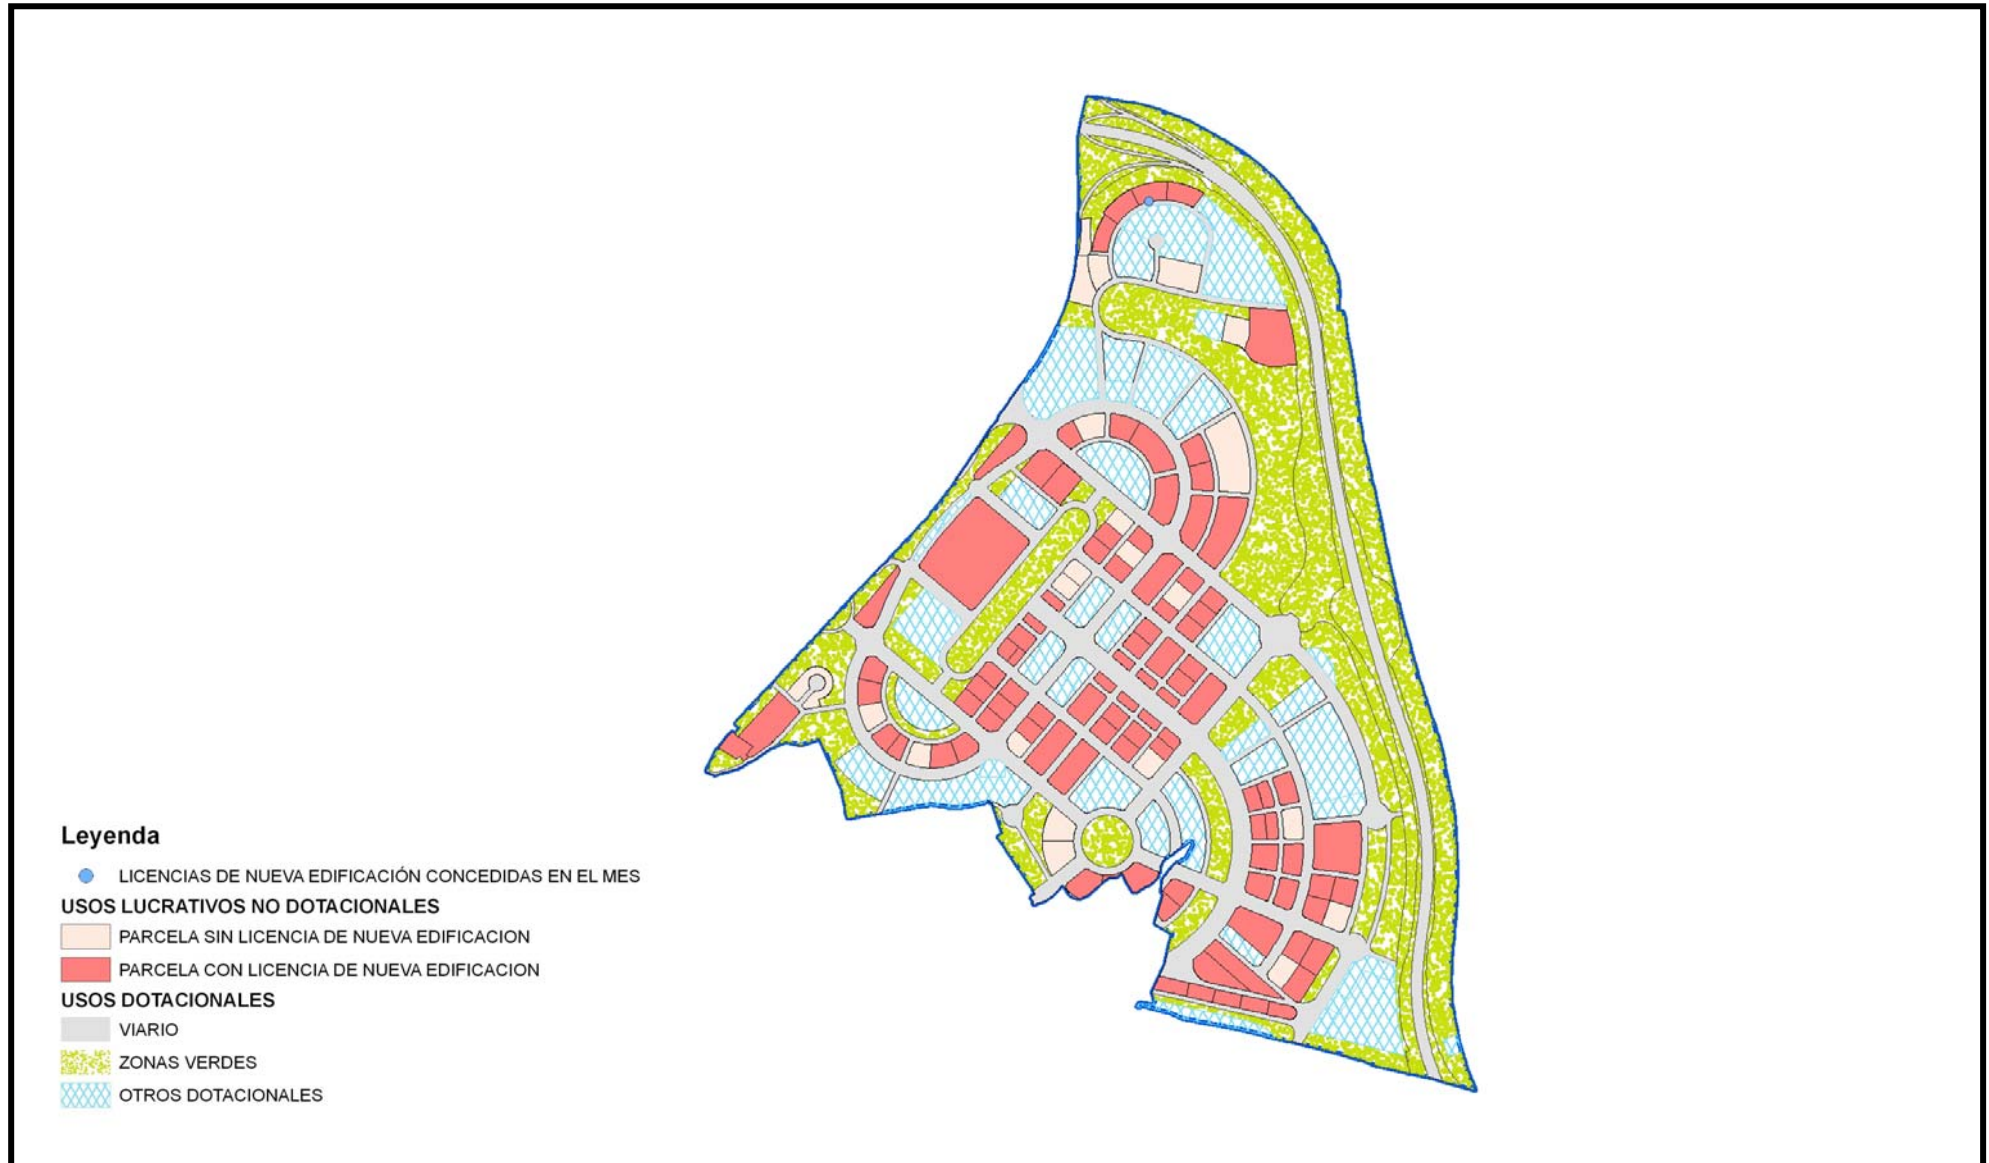 Leyenda
LICENCIAS DE NUEVA EDIFICACIÓN CONCEDIDAS EN EL MES
USOS LUCRATIVOS NO DOTACIONALES
PARCELA SIN LICENCIA DE NUEVA EDIFICACION
PARCELA CON LICENCIA DE NUEVA EDIFICACION
USOS DOTACIONALES
VIARIO
ZONAS VERDES
OTROS DOTACIONALES